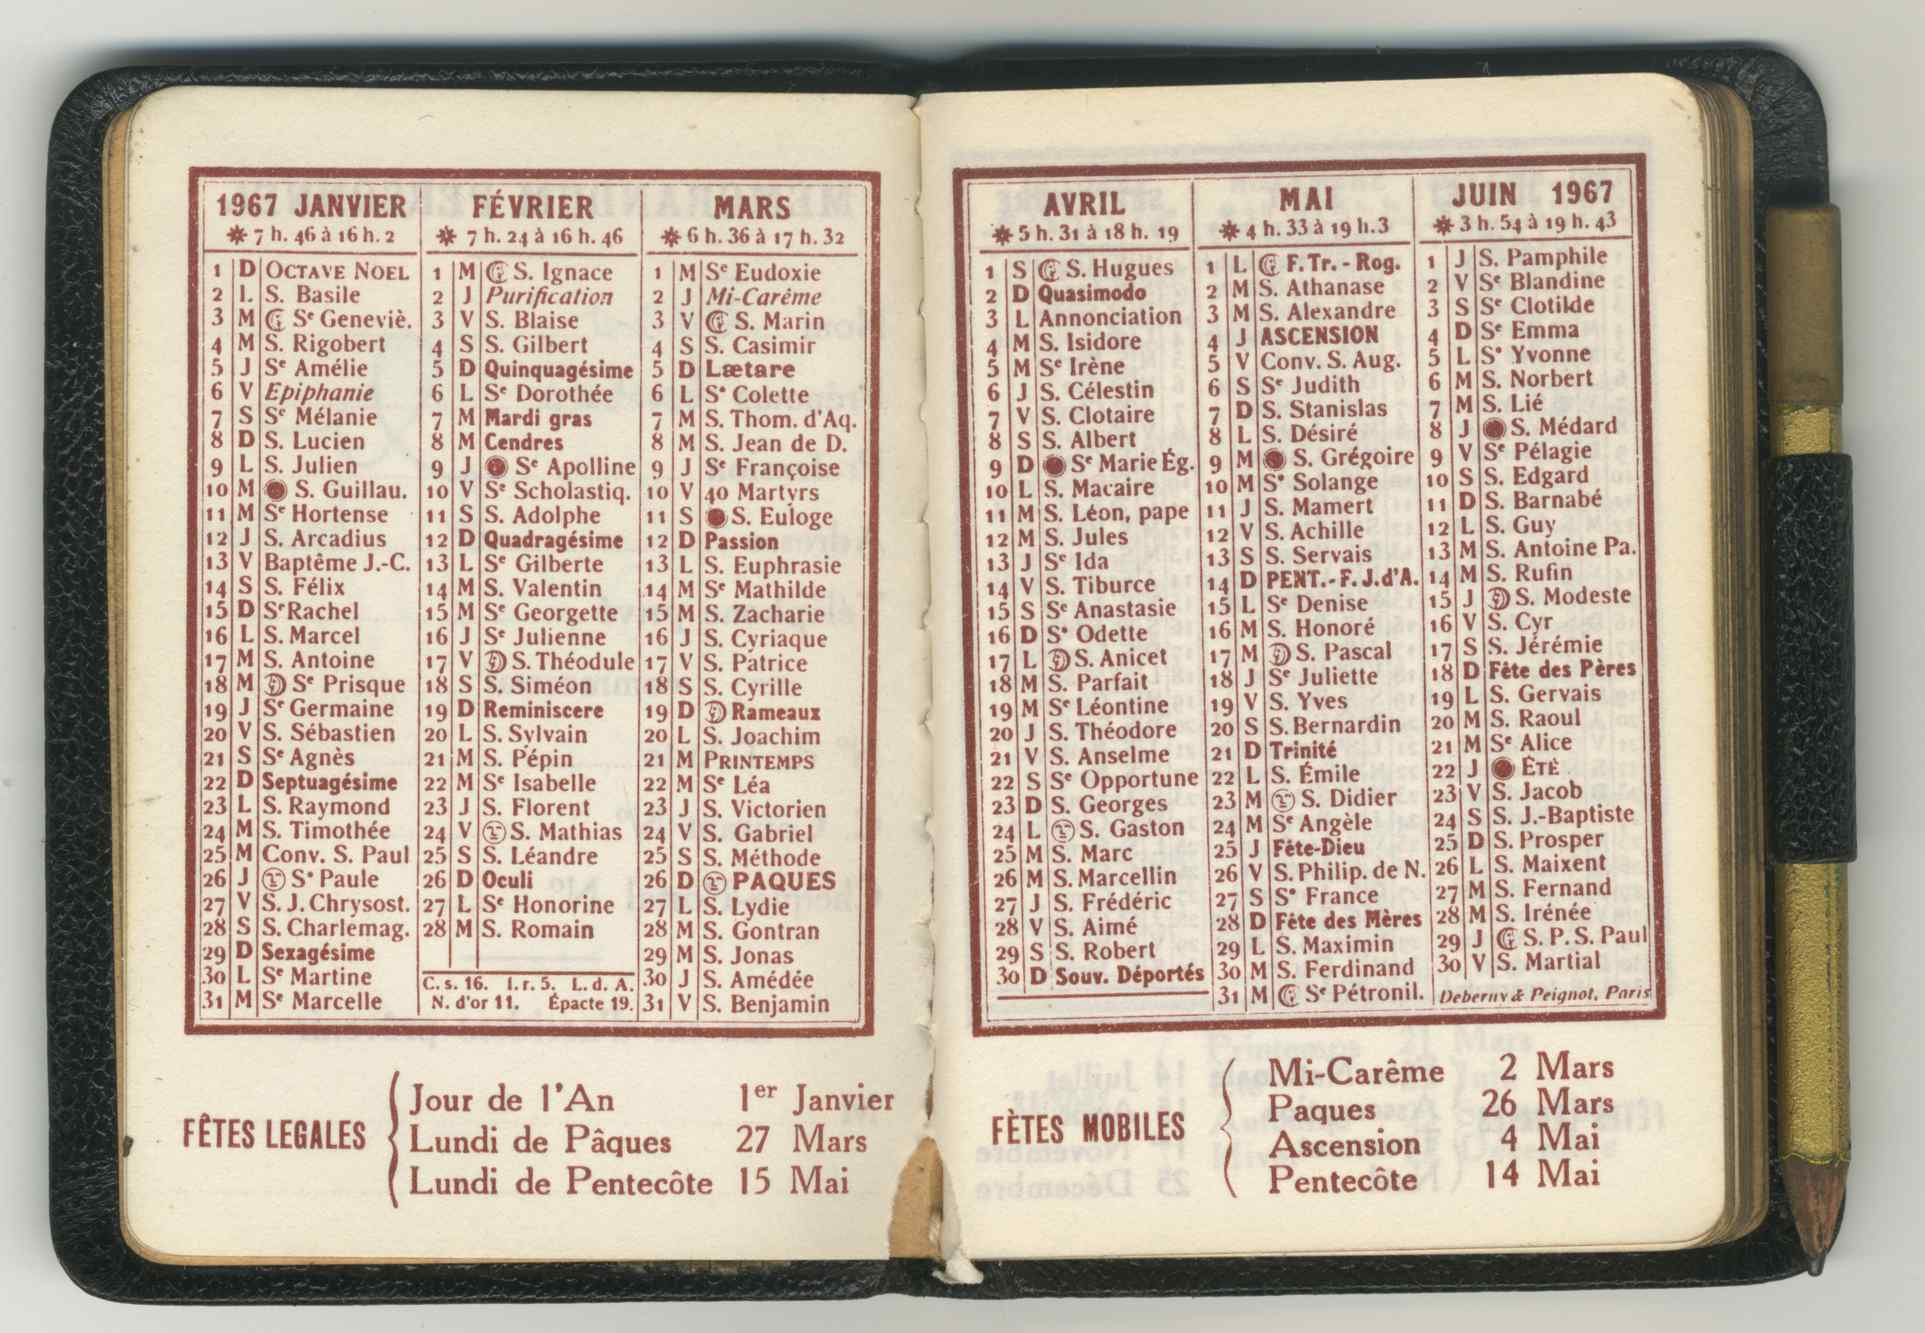 1967 JANVIER
7 h. 46 à 16 h. 2
1 D OCTAVE NOEL
2 L S. Basile
3 M Sᵉ Geneviè.
4 M S. Rigobert
5 J Sᵉ Amélie
6 V Epiphanie
7 S Sᵉ Mélanie
8 D S. Lucien
9 L S. Julien
10 M S. Guillau.
11 M Sᵉ Hortense
12 J S. Arcadius
13 V Baptême J.-C.
14 S S. Félix
15 D Sᵉ Rachel
16 L S. Marcel
17 M S. Antoine
18 M Sᵉ Prisque
19 J Sᵉ Germaine
20 V S. Sébastien
21 S Sᵉ Agnès
22 D Septuagésime
23 L S. Raymond
24 M S. Timothée
25 M Conv. S. Paul
26 J Sᵉ Paule
27 V S. J. Chrysost.
28 S S. Charlemag.
29 D Sexagésime
30 L Sᵉ Martine
31 M Sᵉ Marcelle
FÉVRIER
7 h. 24 à 16 h. 46
1 M S. Ignace
2 J Purification
3 V S. Blaise
4 S S. Gilbert
5 D Quinquagésime
6 L Sᵉ Dorothée
7 M Mardi gras
8 M Cendres
9 J Sᵉ Apolline
10 V Sᵉ Scholastiq.
11 S S. Adolphe
12 D Quadragésime
13 L Sᵉ Gilberte
14 M S. Valentin
15 M Sᵉ Georgette
16 J Sᵉ Julienne
17 V S. Théodule
18 S S. Siméon
19 D Reminiscere
20 L S. Sylvain
21 M S. Pépin
22 M Sᵉ Isabelle
23 J S. Florent
24 V S. Mathias
25 S S. Léandre
26 D Oculi
27 L Sᵉ Honorine
28 M S. Romain
C. s. 16. I. r. 5. L. d. A.
N. d'or 11. Épacte 19.
MARS
6 h. 36 à 17 h. 32
1 M Sᵉ Eudoxie
2 J Mi-Carême
3 V S. Marin
4 S S. Casimir
5 D Lætare
6 L Sᵉ Colette
7 M S. Thom. d'Aq.
8 M S. Jean de D.
9 J Sᵉ Françoise
10 V 40 Martyrs
11 S S. Euloge
12 D Passion
13 L S. Euphrasie
14 M Sᵉ Mathilde
15 M S. Zacharie
16 J S. Cyriaque
17 V S. Patrice
18 S S. Cyrille
19 D Rameaux
20 L S. Joachim
21 M PRINTEMPS
22 M Sᵉ Léa
23 J S. Victorien
24 V S. Gabriel
25 S S. Méthode
26 D PAQUES
27 L S. Lydie
28 M S. Gontran
29 M S. Jonas
30 J S. Amédée
31 V S. Benjamin
FÊTES LEGALES
Jour de l'An 1er Janvier
Lundi de Pâques 27 Mars
Lundi de Pentecôte 15 Mai
AVRIL
5 h. 31 à 18 h. 19
1 S S. Hugues
2 D Quasimodo
3 L Annonciation
4 M S. Isidore
5 M Sᵉ Irène
6 J S. Célestin
7 V S. Clotaire
8 S S. Albert
9 D Sᵉ Marie Ég.
10 L S. Macaire
11 M S. Léon, pape
12 M S. Jules
13 J Sᵉ Ida
14 V S. Tiburce
15 S Sᵉ Anastasie
16 D Sᵉ Odette
17 L S. Anicet
18 M S. Parfait
19 M Sᵉ Léontine
20 J S. Théodore
21 V S. Anselme
22 S Sᵉ Opportune
23 D S. Georges
24 L S. Gaston
25 M S. Marc
26 M S. Marcellin
27 J S. Frédéric
28 V S. Aimé
29 S S. Robert
30 D Souv. Déportés
MAI
4 h. 33 à 19 h. 3
1 L F. Tr. - Rog.
2 M S. Athanase
3 M S. Alexandre
4 J ASCENSION
5 V Conv. S. Aug.
6 S Sᵉ Judith
7 D S. Stanislas
8 L S. Désiré
9 M S. Grégoire
10 M Sᵉ Solange
11 J S. Mamert
12 V S. Achille
13 S S. Servais
14 D PENT. - F. J. d'A.
15 L Sᵉ Denise
16 M S. Honoré
17 M S. Pascal
18 J Sᵉ Juliette
19 V S. Yves
20 S S. Bernardin
21 D Trinité
22 L S. Émile
23 M S. Didier
24 M Sᵉ Angèle
25 J Fête-Dieu
26 V S. Philip. de N.
27 S Sᵉ France
28 D Fête des Mères
29 L S. Maximin
30 M S. Ferdinand
31 M Sᵉ Pétronil.
JUIN 1967
3 h. 54 à 19 h. 43
1 J S. Pamphile
2 V Sᵉ Blandine
3 S Sᵉ Clotilde
4 D Sᵉ Emma
5 L Sᵉ Yvonne
6 M S. Norbert
7 M S. Lié
8 J S. Médard
9 V Sᵉ Pélagie
10 S S. Edgard
11 D S. Barnabé
12 L S. Guy
13 M S. Antoine Pa.
14 M S. Rufin
15 J S. Modeste
16 V S. Cyr
17 S S. Jérémie
18 D Fête des Pères
19 L S. Gervais
20 M S. Raoul
21 M Sᵉ Alice
22 J ÉTÉ
23 V S. Jacob
24 S S. J.-Baptiste
25 D S. Prosper
26 L S. Maixent
27 M S. Fernand
28 M S. Irénée
29 J S. P. S. Paul
30 V S. Martial
Deberny & Peignot, Paris
FÈTES MOBILES
Mi-Carême 2 Mars
Paques 26 Mars
Ascension 4 Mai
Pentecôte 14 Mai